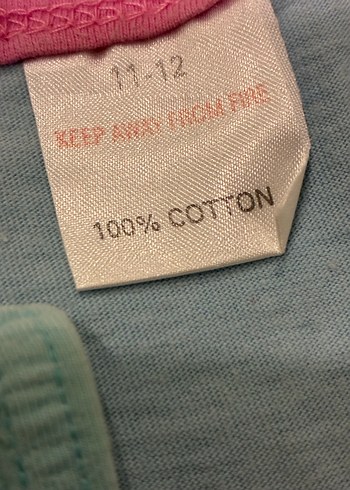 11-12
KEEP AWAY FROM FIRE
100% COTTON